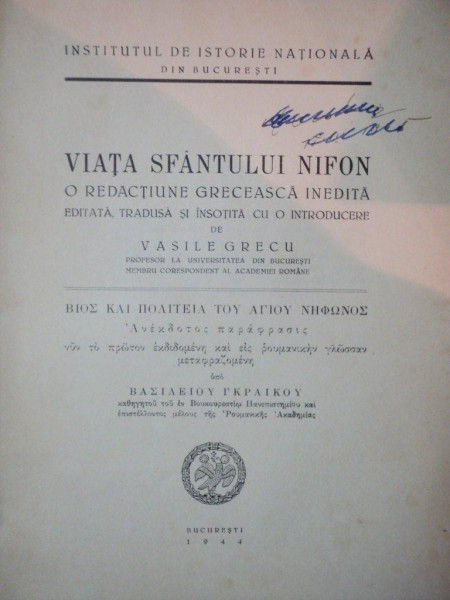 INSTITUTUL DE ISTORIE NAȚIONALĂ
DIN BUCUREȘTI
VIAȚA SFÂNTULUI NIFON
O REDACȚIUNE GRECEASCĂ INEDITĂ
EDITATĂ, TRADUSĂ ȘI ÎNSOȚITĂ CU O INTRODUCERE
DE
VASILE GRECU
PROFESOR LA UNIVERSITATEA DIN BUCUREȘTI
MEMBRU CORESPONDENT AL ACADEMIEI ROMÂNE
ΒΙΟΣ ΚΑΙ ΠΟΛΙΤΕΙΑ ΤΟΥ ΑΓΙΟΥ ΝΗΦΩΝΟΣ
Ἀνέκδοτος παράφρασις
νῦν τὸ πρῶτον ἐκδιδομένη καὶ εἰς ῥουμανικὴν γλῶσσαν
μεταφραζομένη
ὑπὸ
ΒΑΣΙΛΕΙΟΥ ΓΚΡΑΙΚΟΥ
καθηγητοῦ τοῦ ἐν Βουκουρεστίῳ Πανεπιστημίου καὶ
ἐπιστέλλοντος μέλους τῆς Ῥουμανικῆς Ἀκαδημίας
BUCUREȘTI
1944